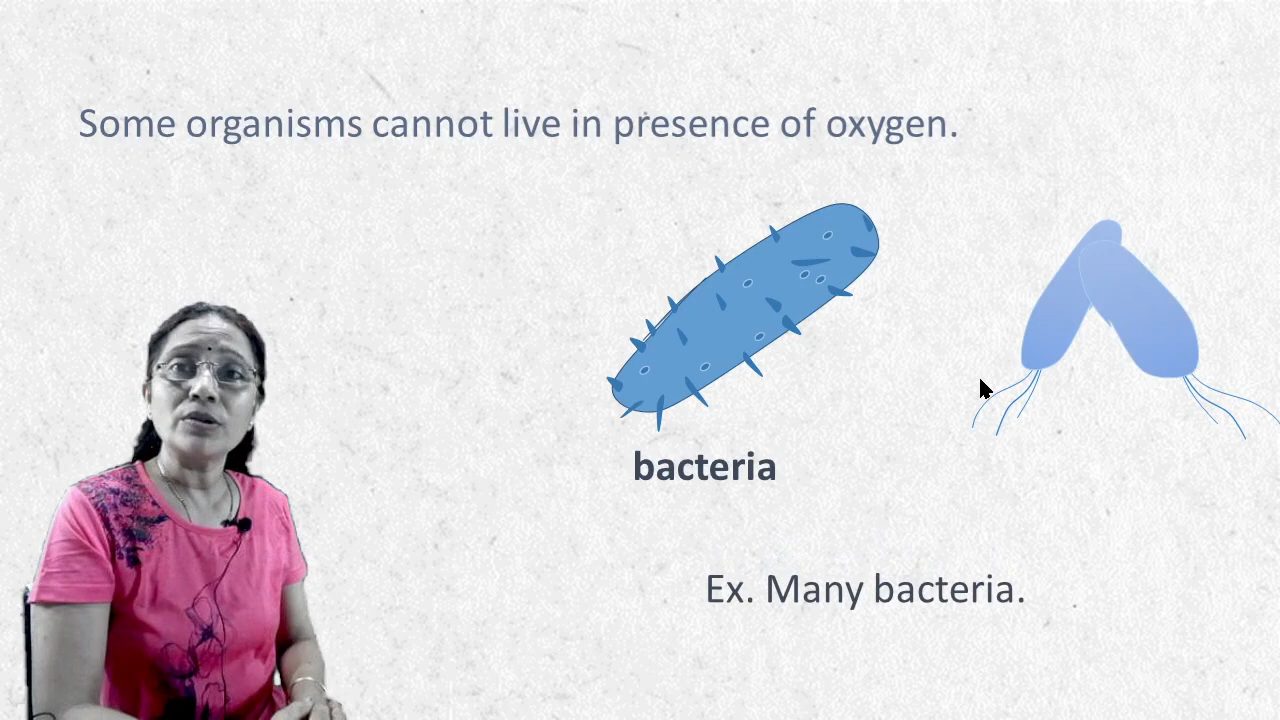 Some organisms cannot live in presence of oxygen.
bacteria
Ex. Many bacteria.